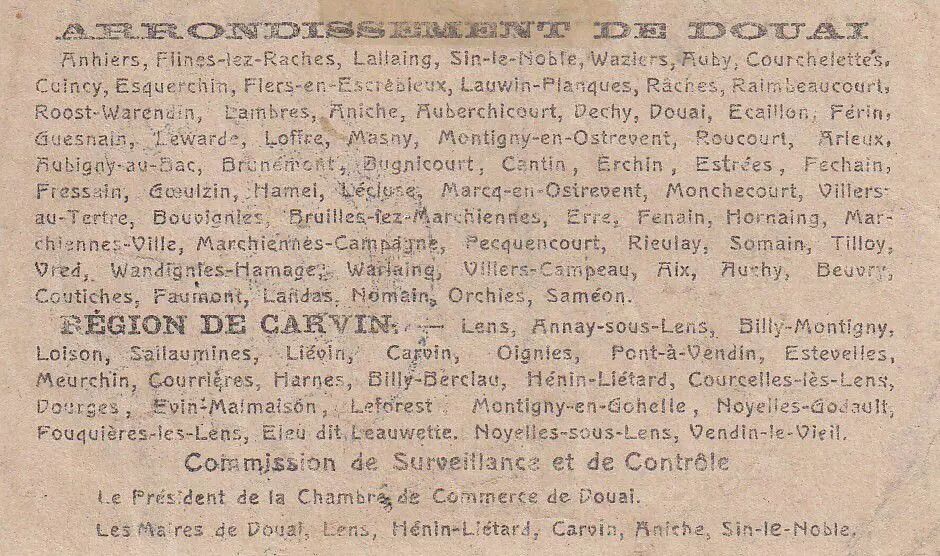 ARRONDISSEMENT DE DOUAI
Anhiers, Flines-lez-Raches, Lallaing, Sin-le-Noble, Waziers, Auby, Courchelettes,
Cuincy, Esquerchin, Flers-en-Escrebieux, Lauwin-Planques, Râches, Raimbeaucourt,
Roost-Warendin, Lambres, Aniche, Auberchicourt, Dechy, Douai, Ecaillon, Férin,
Guesnain, Lewarde, Loffre, Masny, Montigny-en-Ostrevent, Roucourt, Arleux,
Aubigny-au-Bac, Brunémont, Bugnicourt, Cantin, Erchin, Estrées, Fechain,
Fressain, Gœulzin, Hamel, Lécluse, Marcq-en-Ostrevent, Monchecourt, Villers-
au-Tertre, Bouvignies, Bruilles-lez-Marchiennes, Erre, Fenain, Hornaing, Mar-
chiennes-Ville, Marchiennes-Campagne, Pecquencourt, Rieulay, Somain, Tilloy,
Vred, Wandignies-Hamage, Warlaing, Villers-Campeau, Aix, Auchy, Beuvry,
Coutiches, Faumont, Landas, Nomain, Orchies, Saméon.
RÉGION DE CARVIN: — Lens, Annay-sous-Lens, Billy-Montigny,
Loison, Sallaumines, Liévin, Carvin, Oignies, Pont-à-Vendin, Estevelles,
Meurchin, Courrières, Harnes, Billy-Berclau, Hénin-Liétard, Courcelles-lès-Lens,
Dourges, Evin-Malmaison, Leforest Montigny-en-Gohelle, Noyelles-Godault,
Fouquières-les-Lens, Eleu dit Leauwette. Noyelles-sous-Lens, Vendin-le-Vieil.
Commission de Surveillance et de Contrôle
Le Président de la Chambre de Commerce de Douai.
Les Maires de Douai, Lens, Hénin-Liétard, Carvin, Aniche, Sin-le-Noble.